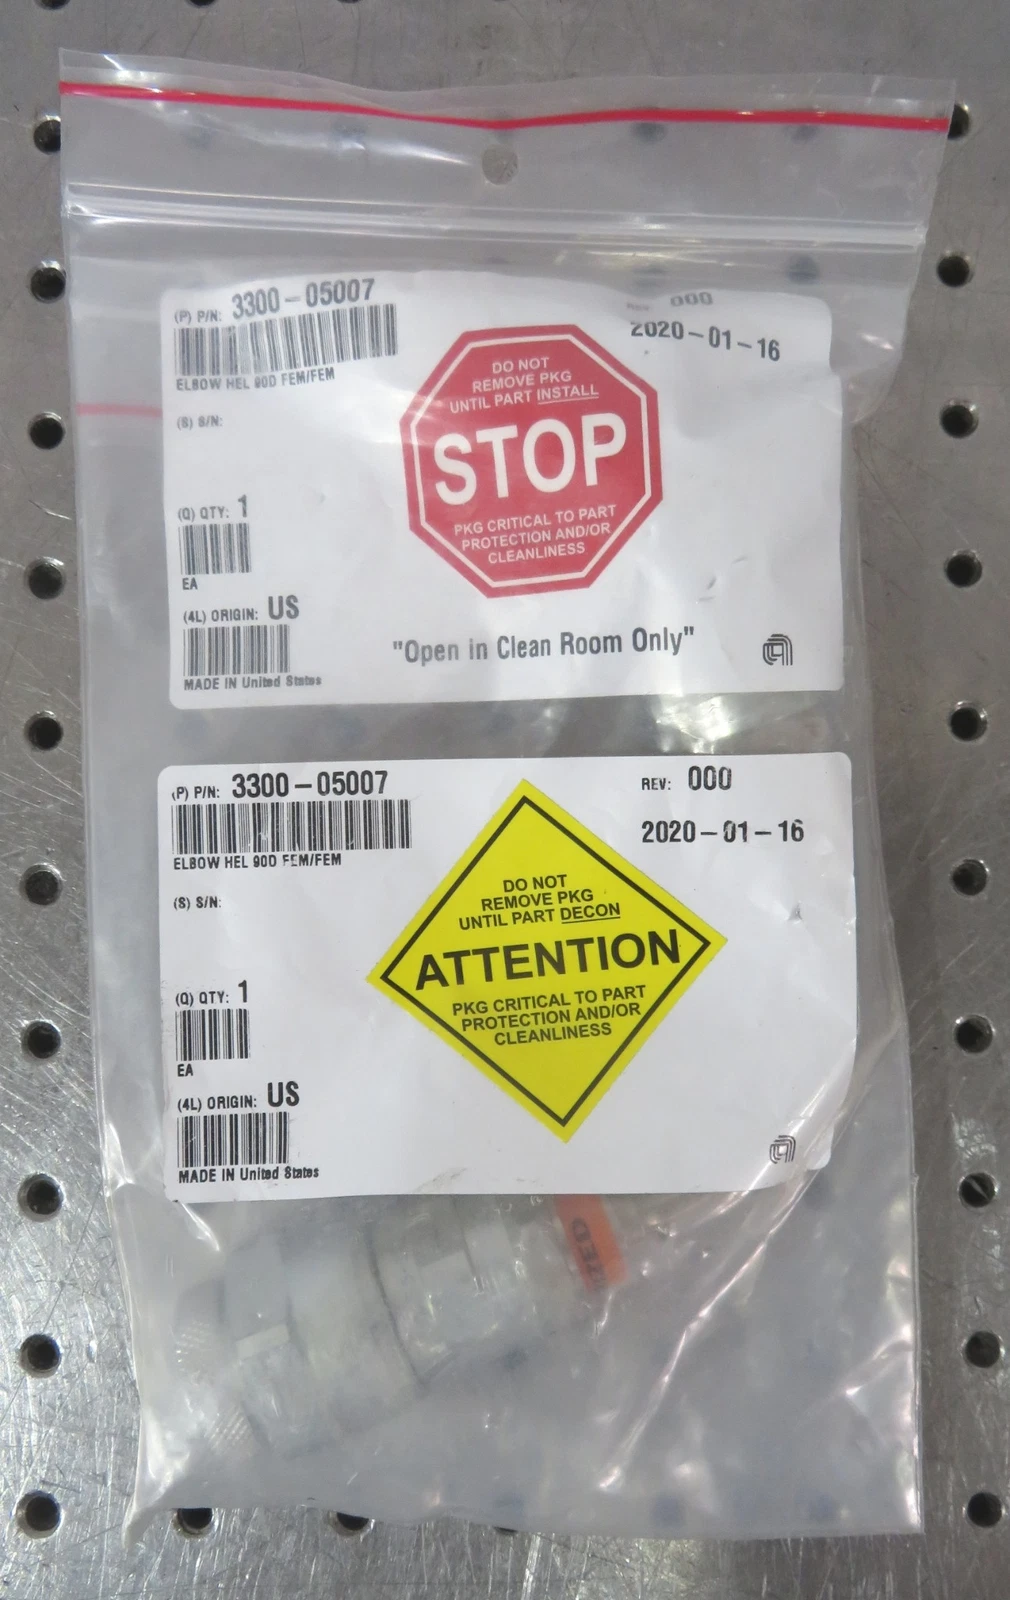 (P) P/N: 3300-05007
000
2020-01-16
ELBOW HEL 90D FEM/FEM
DO NOT
REMOVE PKG
UNTIL PART INSTALL
STOP
PKG CRITICAL TO PART
PROTECTION AND/OR
CLEANLINESS
(S) S/N:
(Q) QTY: 1
EA
(4L) ORIGIN: US
MADE IN United States
"Open in Clean Room Only"
(P) P/N: 3300-05007
REV: 000
2020-01-16
ELBOW HEL 90D FEM/FEM
DO NOT
REMOVE PKG
UNTIL PART DECON
ATTENTION
PKG CRITICAL TO PART
PROTECTION AND/OR
CLEANLINESS
(S) S/N:
(Q) QTY: 1
EA
(4L) ORIGIN: US
MADE IN United States